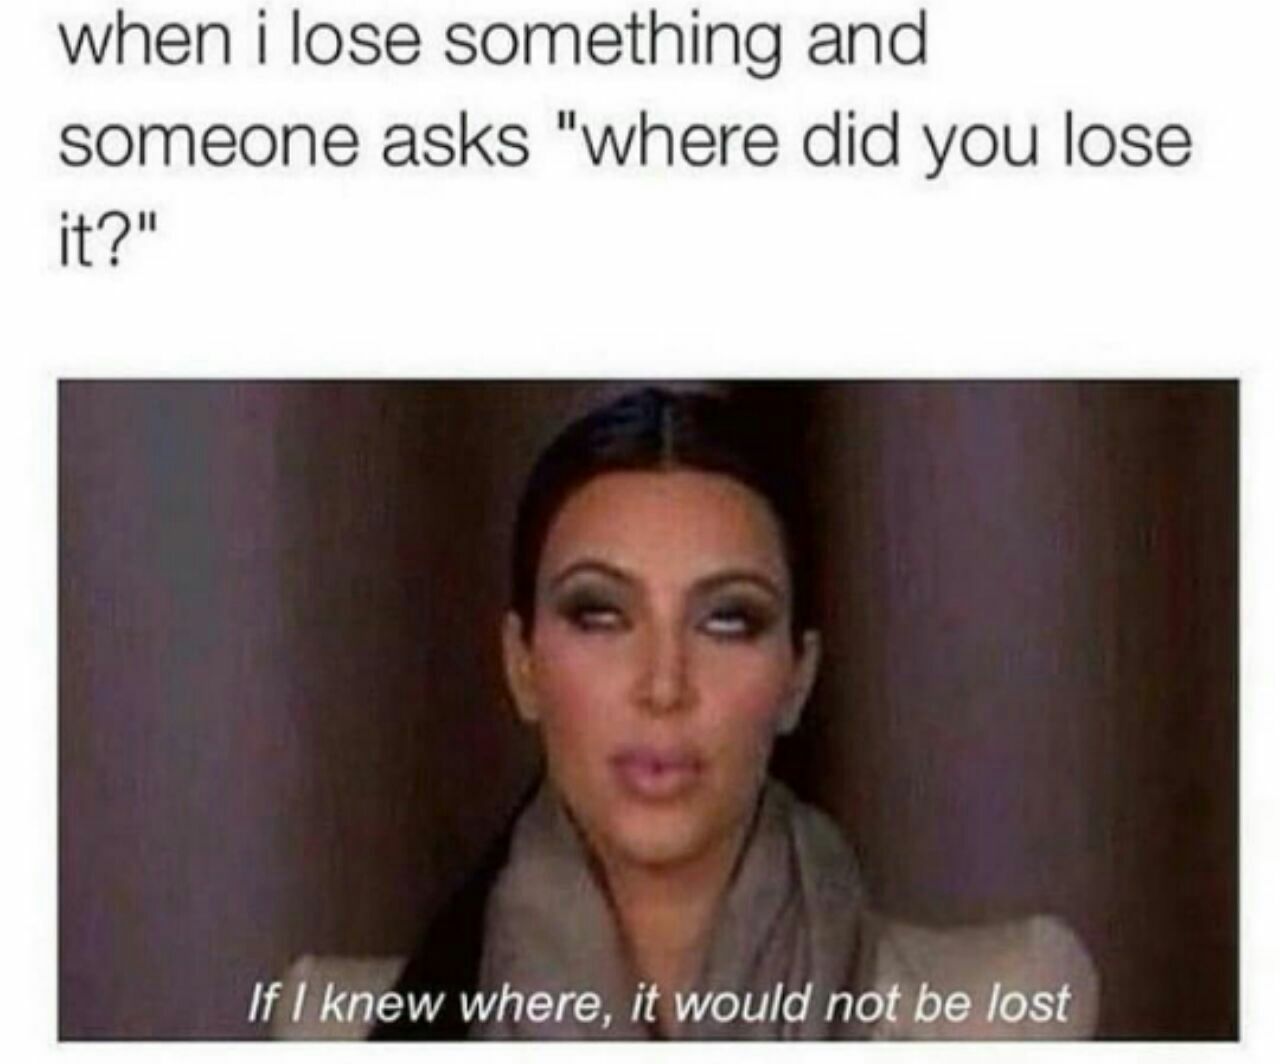 when i lose something and
someone asks "where did you lose
it?"
If I knew where, it would not be lost